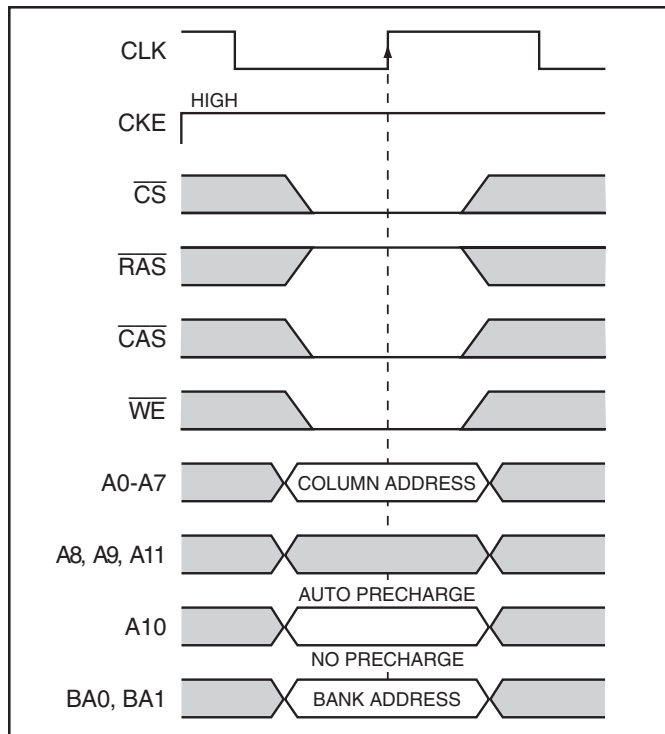 CLK
HIGH
CKE
CS
RAS
CAS
WE
A0-A7 COLUMN ADDRESS
A8, A9, A11
AUTO PRECHARGE
A10
NO PRECHARGE
BA0, BA1 BANK ADDRESS